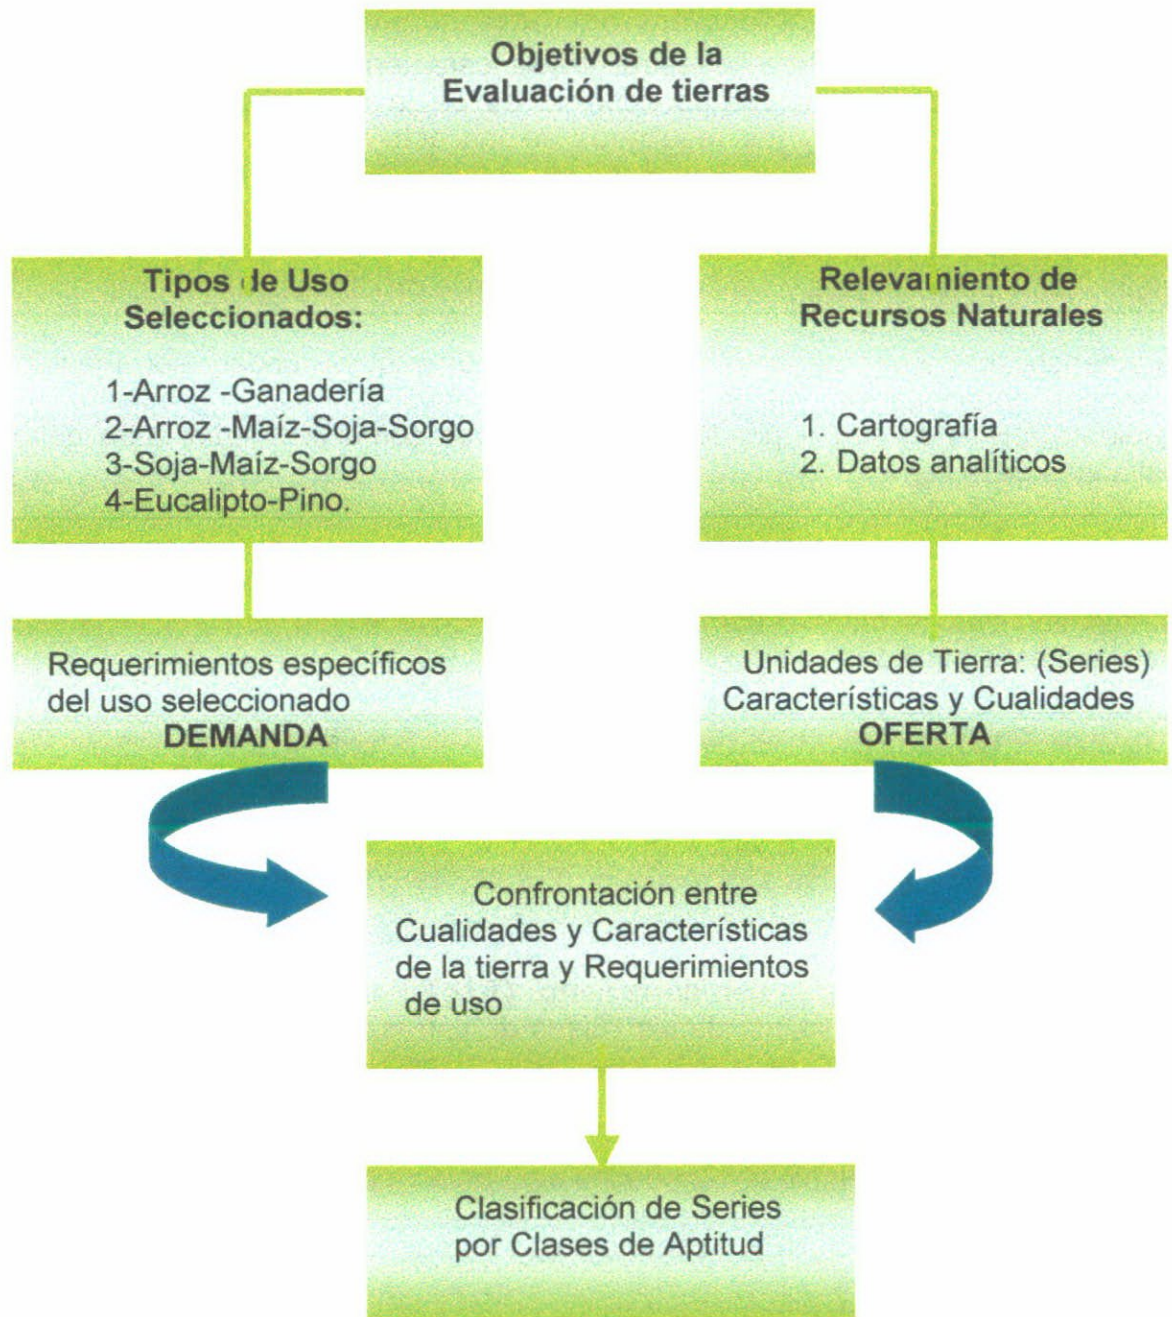 Objetivos de la
Evaluación de tierras
Tipos de Uso
Seleccionados:
1-Arroz -Ganadería
2-Arroz -Maíz-Soja-Sorgo
3-Soja-Maíz-Sorgo
4-Eucalipto-Pino.
Relevamiento de
Recursos Naturales
1. Cartografía
2. Datos analíticos
Requerimientos específicos
del uso seleccionado
DEMANDA
Unidades de Tierra: (Series)
Características y Cualidades
OFERTA
Confrontación entre
Cualidades y Características
de la tierra y Requerimientos
de uso
Clasificación de Series
por Clases de Aptitud